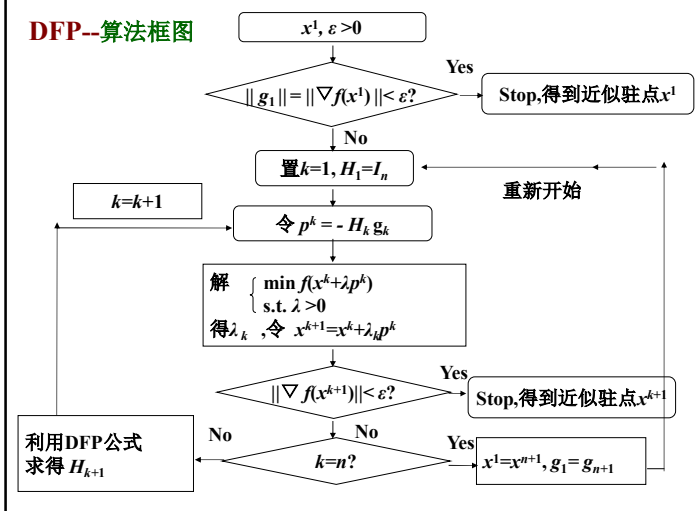 DFP--算法框图
x¹, ε >0
|| g₁ || = || ▽ f(x¹) ||< ε?
Yes
Stop,得到近似驻点x¹
No
置k=1, H₁=Iₙ
重新开始
k=k+1
令 pᵏ = - Hₖ gₖ
解
min f(xᵏ+λpᵏ)
s.t. λ >0
得λₖ ,令 xᵏ⁺¹=xᵏ+λₖpᵏ
||▽ f(xᵏ⁺¹)||< ε?
Yes
Stop,得到近似驻点xᵏ⁺¹
No
k=n?
No
利用DFP公式
求得 Hₖ₊₁
Yes
x¹=xⁿ⁺¹, g₁= gₙ₊₁